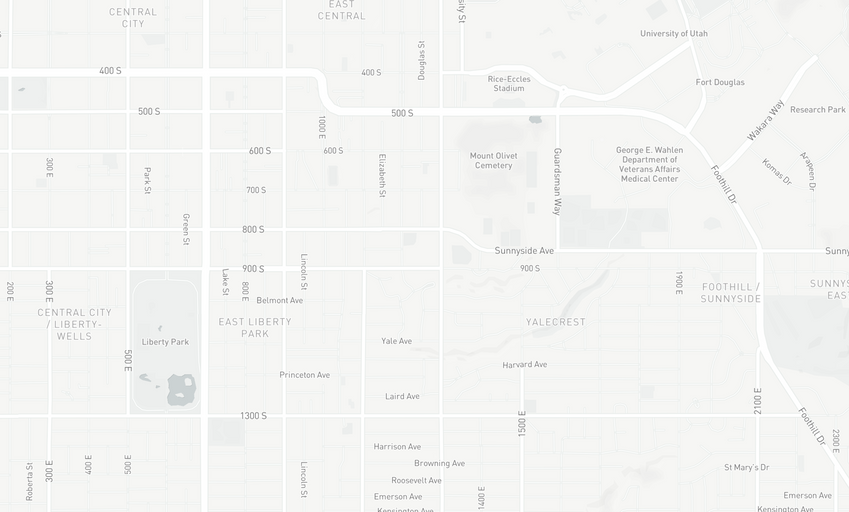 CENTRAL
CITY
EAST
CENTRAL
Douglas St
University of Utah
400 S
400 S
Rice-Eccles
Stadium
Fort Douglas
500 S
500 S
1000 E
Wakara Way
Research Park
300 E
600 S
600 S
Elizabeth St
Mount Olivet
Cemetery
George E. Wahlen
Department of
Veterans Affairs
Medical Center
Guardsman Way
Komas Dr
Arapeen Dr
Park St
700 S
Foothill Dr
Green St
800 S
Sunnyside Ave
900 S
900 S
200 E
300 E
Lake St
800 E
Lincoln St
Belmont Ave
1900 E
FOOTHILL /
SUNNYSIDE
CENTRAL CITY
/ LIBERTY-
WELLS
EAST LIBERTY
PARK
YALECREST
Liberty Park
Yale Ave
500 E
Harvard Ave
Princeton Ave
Laird Ave
1300 S
1500 E
2100 E
Foothill Dr
2300 E
Harrison Ave
Browning Ave
Roosevelt Ave
Emerson Ave
Kensington Ave
Roberta St
300 E
400 E
500 E
Lincoln St
1400 E
St Mary's Dr
Emerson Ave
Kensington Ave